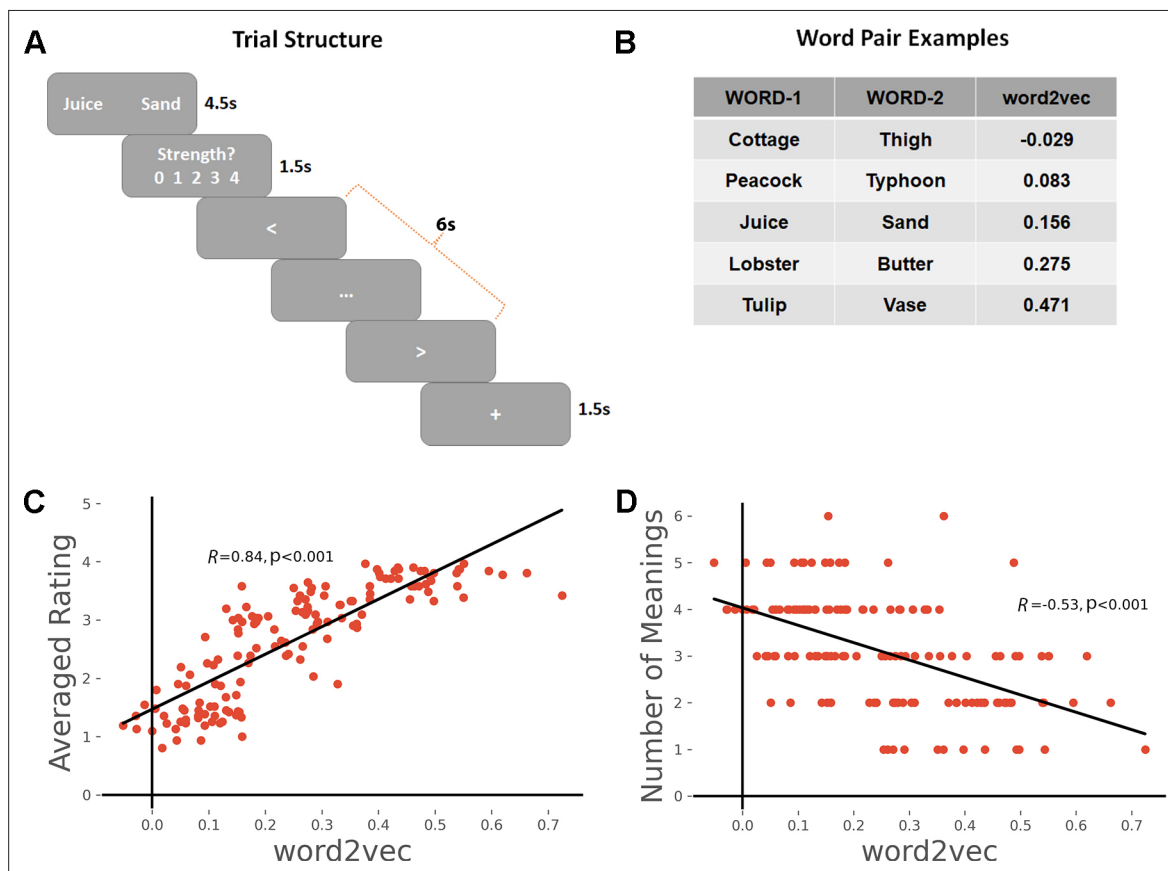 A
Trial Structure
Juice Sand
4.5s
Strength?
0 1 2 3 4
1.5s
<
6s
...
>
+
1.5s
B
Word Pair Examples
WORD-1 WORD-2 word2vec
Cottage Thigh -0.029
Peacock Typhoon 0.083
Juice Sand 0.156
Lobster Butter 0.275
Tulip Vase 0.471
C
Averaged Rating
5
4
3
2
1
0
R=0.84, p<0.001
0.0 0.1 0.2 0.3 0.4 0.5 0.6 0.7
word2vec
D
Number of Meanings
6
5
4
3
2
1
0
R=-0.53, p<0.001
0.0 0.1 0.2 0.3 0.4 0.5 0.6 0.7
word2vec